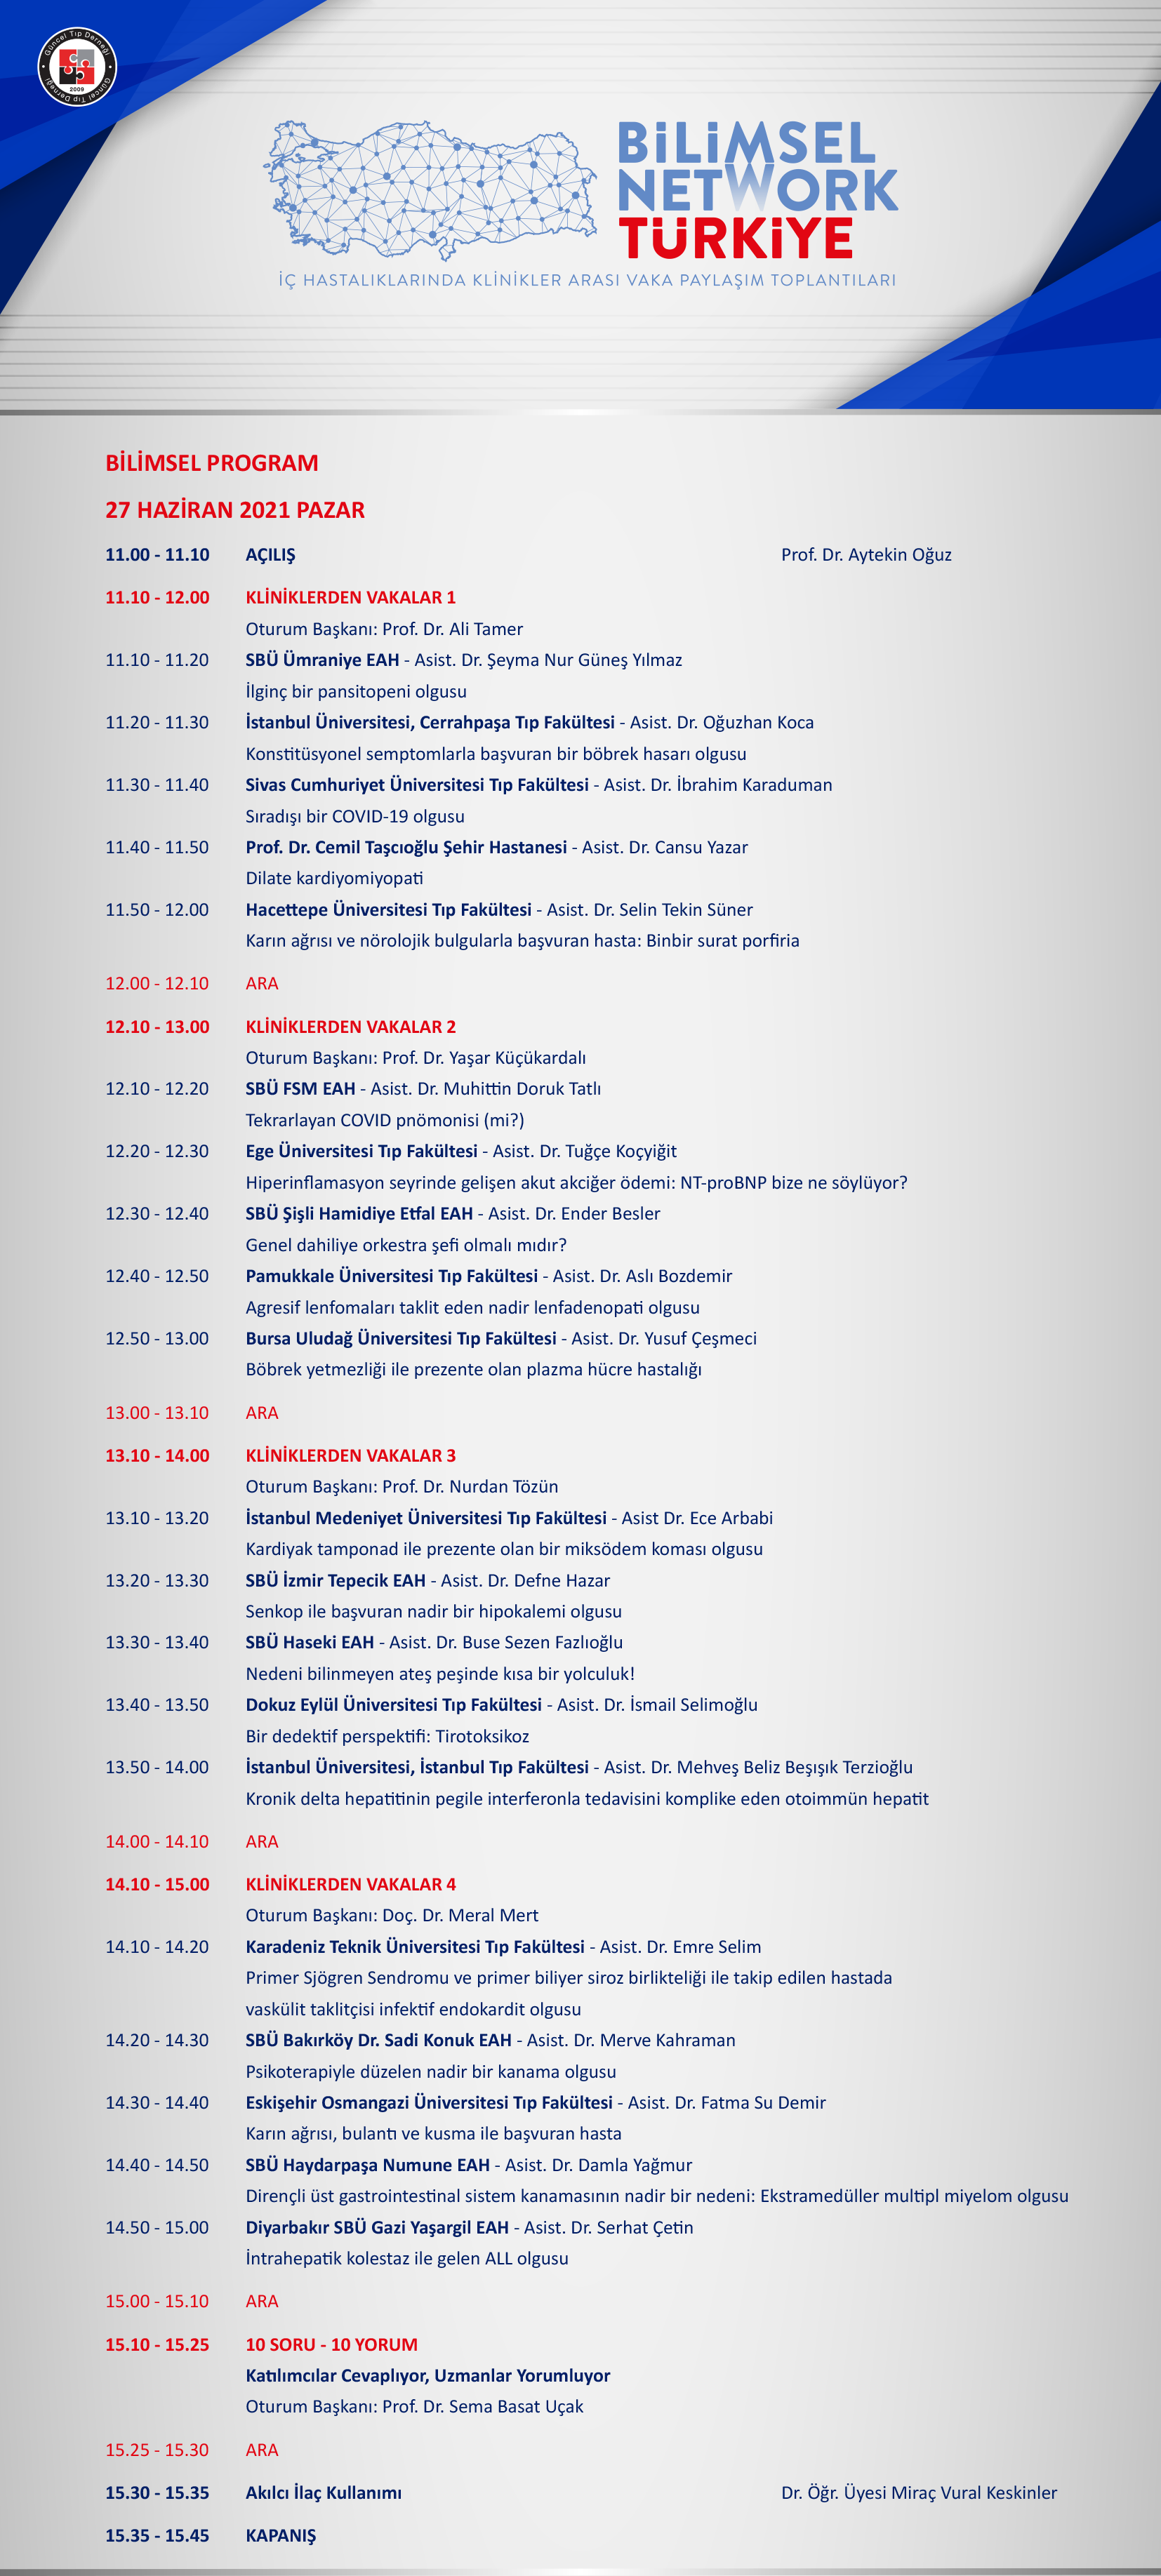 Güncel Tıp Derneği
2009
Güncel Tıp Derneği
BİLİMSEL
NETWORK
TÜRKİYE
İÇ HASTALIKLARINDA KLİNİKLER ARASI VAKA PAYLAŞIM TOPLANTILARI
BİLİMSEL PROGRAM
27 HAZİRAN 2021 PAZAR
11.00 - 11.10 AÇILIŞ Prof. Dr. Aytekin Oğuz
11.10 - 12.00 KLİNİKLERDEN VAKALAR 1
Oturum Başkanı: Prof. Dr. Ali Tamer
11.10 - 11.20 SBÜ Ümraniye EAH - Asist. Dr. Şeyma Nur Güneş Yılmaz
İlginç bir pansitopeni olgusu
11.20 - 11.30 İstanbul Üniversitesi, Cerrahpaşa Tıp Fakültesi - Asist. Dr. Oğuzhan Koca
Konstitüsyonel semptomlarla başvuran bir böbrek hasarı olgusu
11.30 - 11.40 Sivas Cumhuriyet Üniversitesi Tıp Fakültesi - Asist. Dr. İbrahim Karaduman
Sıradışı bir COVID-19 olgusu
11.40 - 11.50 Prof. Dr. Cemil Taşcıoğlu Şehir Hastanesi - Asist. Dr. Cansu Yazar
Dilate kardiyomiyopati
11.50 - 12.00 Hacettepe Üniversitesi Tıp Fakültesi - Asist. Dr. Selin Tekin Süner
Karın ağrısı ve nörolojik bulgularla başvuran hasta: Binbir surat porfiria
12.00 - 12.10 ARA
12.10 - 13.00 KLİNİKLERDEN VAKALAR 2
Oturum Başkanı: Prof. Dr. Yaşar Küçükardalı
12.10 - 12.20 SBÜ FSM EAH - Asist. Dr. Muhittin Doruk Tatlı
Tekrarlayan COVID pnömonisi (mi?)
12.20 - 12.30 Ege Üniversitesi Tıp Fakültesi - Asist. Dr. Tuğçe Koçyiğit
Hiperinflamasyon seyrinde gelişen akut akciğer ödemi: NT-proBNP bize ne söylüyor?
12.30 - 12.40 SBÜ Şişli Hamidiye Etfal EAH - Asist. Dr. Ender Besler
Genel dahiliye orkestra şefi olmalı mıdır?
12.40 - 12.50 Pamukkale Üniversitesi Tıp Fakültesi - Asist. Dr. Aslı Bozdemir
Agresif lenfomaları taklit eden nadir lenfadenopati olgusu
12.50 - 13.00 Bursa Uludağ Üniversitesi Tıp Fakültesi - Asist. Dr. Yusuf Çeşmeci
Böbrek yetmezliği ile prezente olan plazma hücre hastalığı
13.00 - 13.10 ARA
13.10 - 14.00 KLİNİKLERDEN VAKALAR 3
Oturum Başkanı: Prof. Dr. Nurdan Tözün
13.10 - 13.20 İstanbul Medeniyet Üniversitesi Tıp Fakültesi - Asist Dr. Ece Arbabi
Kardiyak tamponad ile prezente olan bir miksödem koması olgusu
13.20 - 13.30 SBÜ İzmir Tepecik EAH - Asist. Dr. Defne Hazar
Senkop ile başvuran nadir bir hipokalemi olgusu
13.30 - 13.40 SBÜ Haseki EAH - Asist. Dr. Buse Sezen Fazlıoğlu
Nedeni bilinmeyen ateş peşinde kısa bir yolculuk!
13.40 - 13.50 Dokuz Eylül Üniversitesi Tıp Fakültesi - Asist. Dr. İsmail Selimoğlu
Bir dedektif perspektifi: Tirotoksikoz
13.50 - 14.00 İstanbul Üniversitesi, İstanbul Tıp Fakültesi - Asist. Dr. Mehveş Beliz Beşışık Terzioğlu
Kronik delta hepatitinin pegile interferonla tedavisini komplike eden otoimmün hepatit
14.00 - 14.10 ARA
14.10 - 15.00 KLİNİKLERDEN VAKALAR 4
Oturum Başkanı: Doç. Dr. Meral Mert
14.10 - 14.20 Karadeniz Teknik Üniversitesi Tıp Fakültesi - Asist. Dr. Emre Selim
Primer Sjögren Sendromu ve primer biliyer siroz birlikteliği ile takip edilen hastada
vaskülit taklitçisi infektif endokardit olgusu
14.20 - 14.30 SBÜ Bakırköy Dr. Sadi Konuk EAH - Asist. Dr. Merve Kahraman
Psikoterapiyle düzelen nadir bir kanama olgusu
14.30 - 14.40 Eskişehir Osmangazi Üniversitesi Tıp Fakültesi - Asist. Dr. Fatma Su Demir
Karın ağrısı, bulantı ve kusma ile başvuran hasta
14.40 - 14.50 SBÜ Haydarpaşa Numune EAH - Asist. Dr. Damla Yağmur
Dirençli üst gastrointestinal sistem kanamasının nadir bir nedeni: Ekstramedüller multipl miyelom olgusu
14.50 - 15.00 Diyarbakır SBÜ Gazi Yaşargil EAH - Asist. Dr. Serhat Çetin
İntrahepatik kolestaz ile gelen ALL olgusu
15.00 - 15.10 ARA
15.10 - 15.25 10 SORU - 10 YORUM
Katılımcılar Cevaplıyor, Uzmanlar Yorumluyor
Oturum Başkanı: Prof. Dr. Sema Basat Uçak
15.25 - 15.30 ARA
15.30 - 15.35 Akılcı İlaç Kullanımı Dr. Öğr. Üyesi Miraç Vural Keskinler
15.35 - 15.45 KAPANIŞ